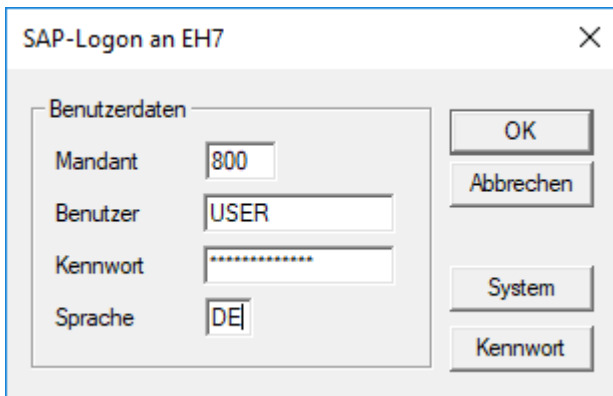 SAP-Logon an EH7
Benutzerdaten
Mandant 800
Benutzer USER
Kennwort *************
Sprache DE
OK
Abbrechen
System
Kennwort